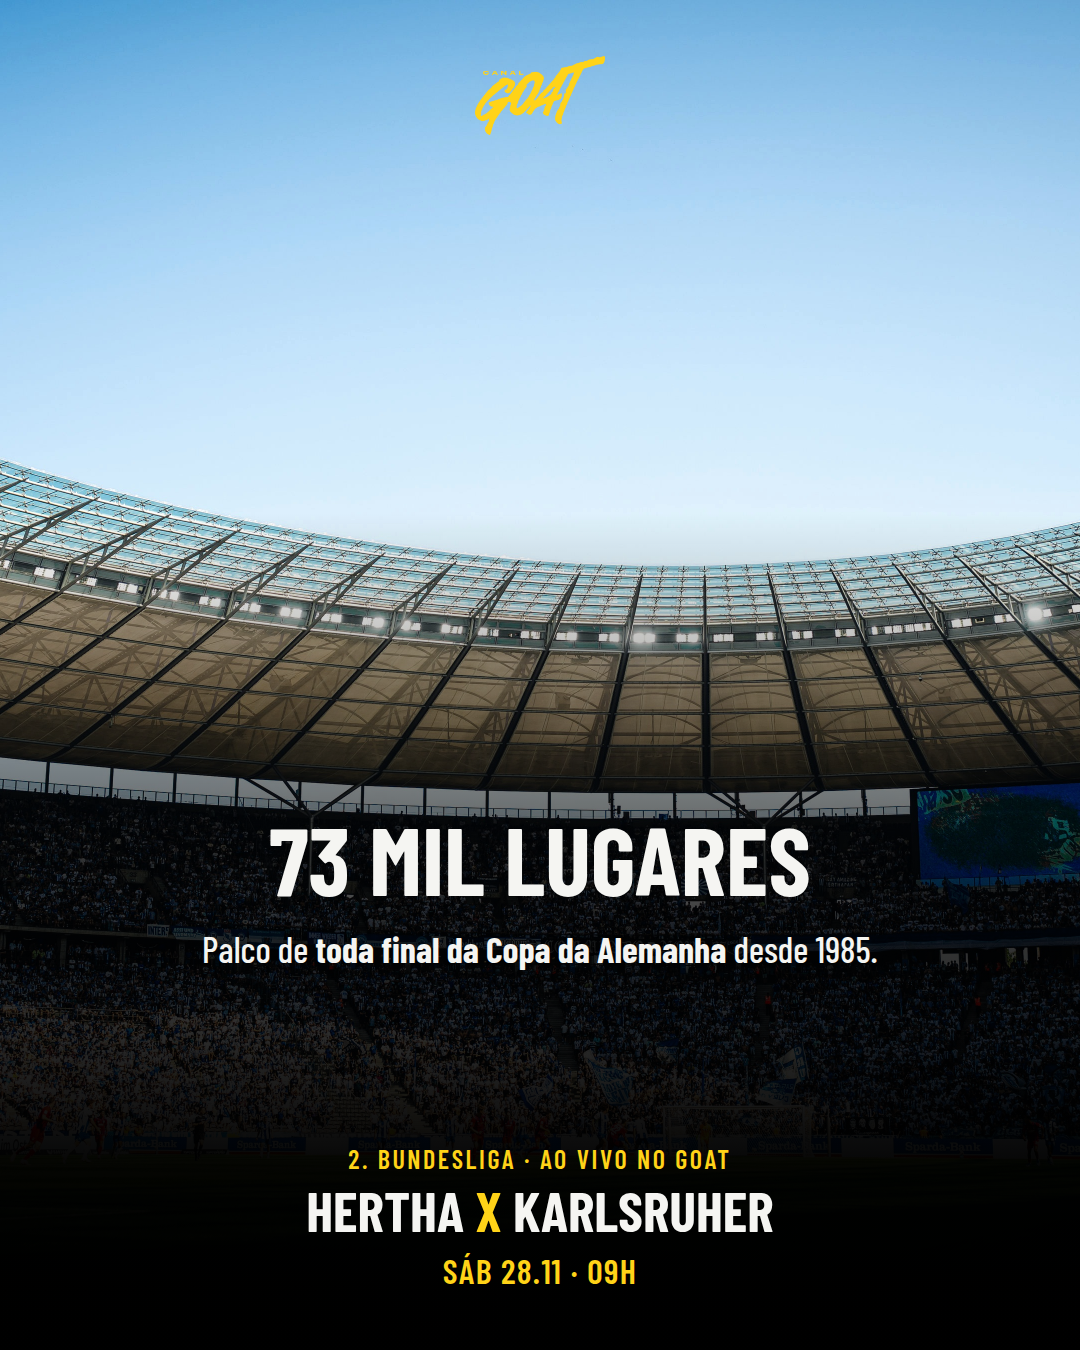 CANAL
GOAT
73 MIL LUGARES
Palco de toda final da Copa da Alemanha desde 1985.
2. BUNDESLIGA · AO VIVO NO GOAT
HERTHA X KARLSRUHER
SÁB 28.11 · 09H